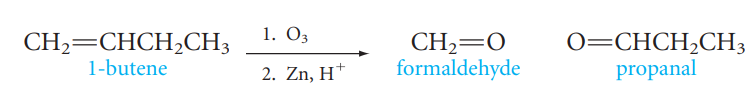 CH₂=CHCH₂CH₃ 1. O₃ CH₂=O O=CHCH₂CH₃
1-butene 2. Zn, H⁺ formaldehyde propanal